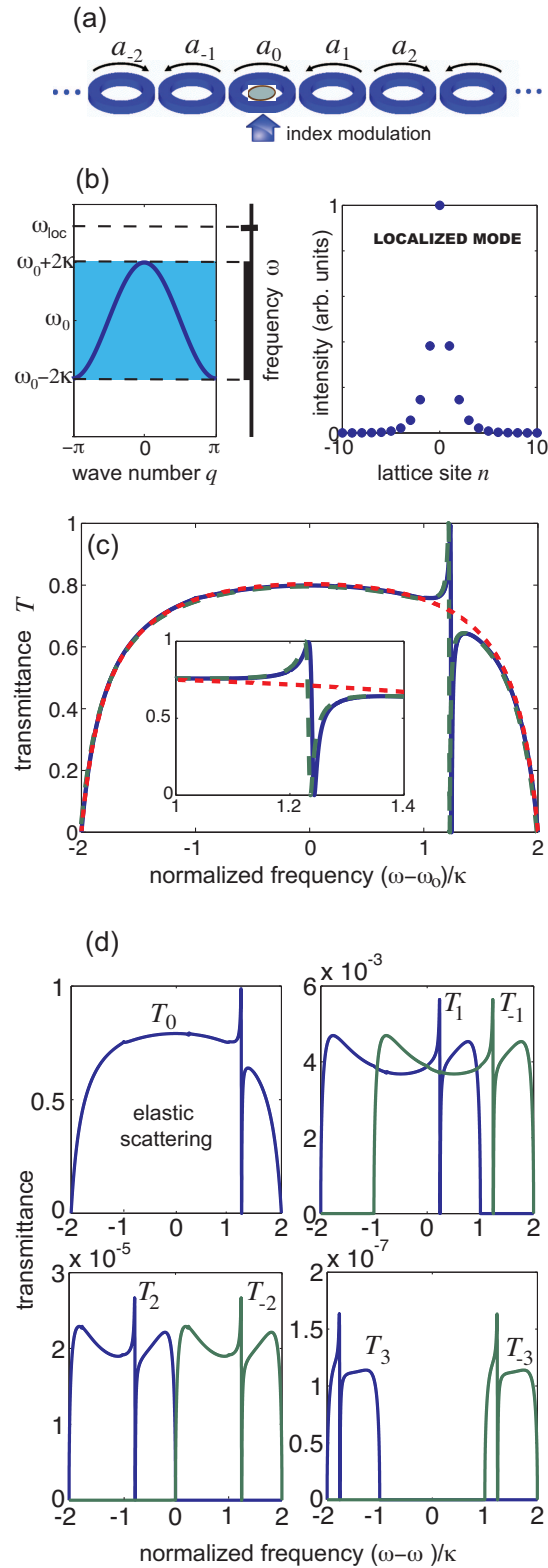 (a)
a-2 a-1 a0 a1 a2
index modulation
(b)
ωloc
ω0+2κ
ω0
ω0−2κ
−π 0 π
wave number q
frequency ω
1
LOCALIZED MODE
intensity (arb. units)
0
-10 0 10
lattice site n
(c)
1
0.8
0.6
0.4
0.2
0
transmittance T
1
0.5
0
1 1.2 1.4
-2 -1 0 1 2
normalized frequency (ω-ωo)/κ
(d)
1
0.5
0
T0
elastic
scattering
-2 -1 0 1 2
x 10-3
6
4
2
0
T1 T-1
-2 -1 0 1 2
transmittance
x 10-5
3
2
1
0
T2 T-2
-2 -1 0 1 2
x 10-7
2
1.5
1
0.5
0
T3 T-3
-2 -1 0 1 2
normalized frequency (ω-ω )/κ